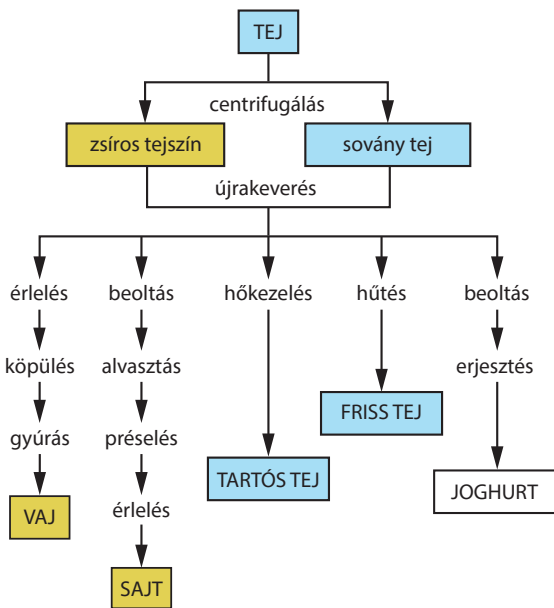 TEJ
centrifugálás
zsíros tejszín
sovány tej
újrakeverés
érlelés
beoltás
hőkezelés
hűtés
beoltás
köpülés
alvasztás
erjesztés
FRISS TEJ
gyúrás
préselés
TARTÓS TEJ
JOGHURT
VAJ
érlelés
SAJT